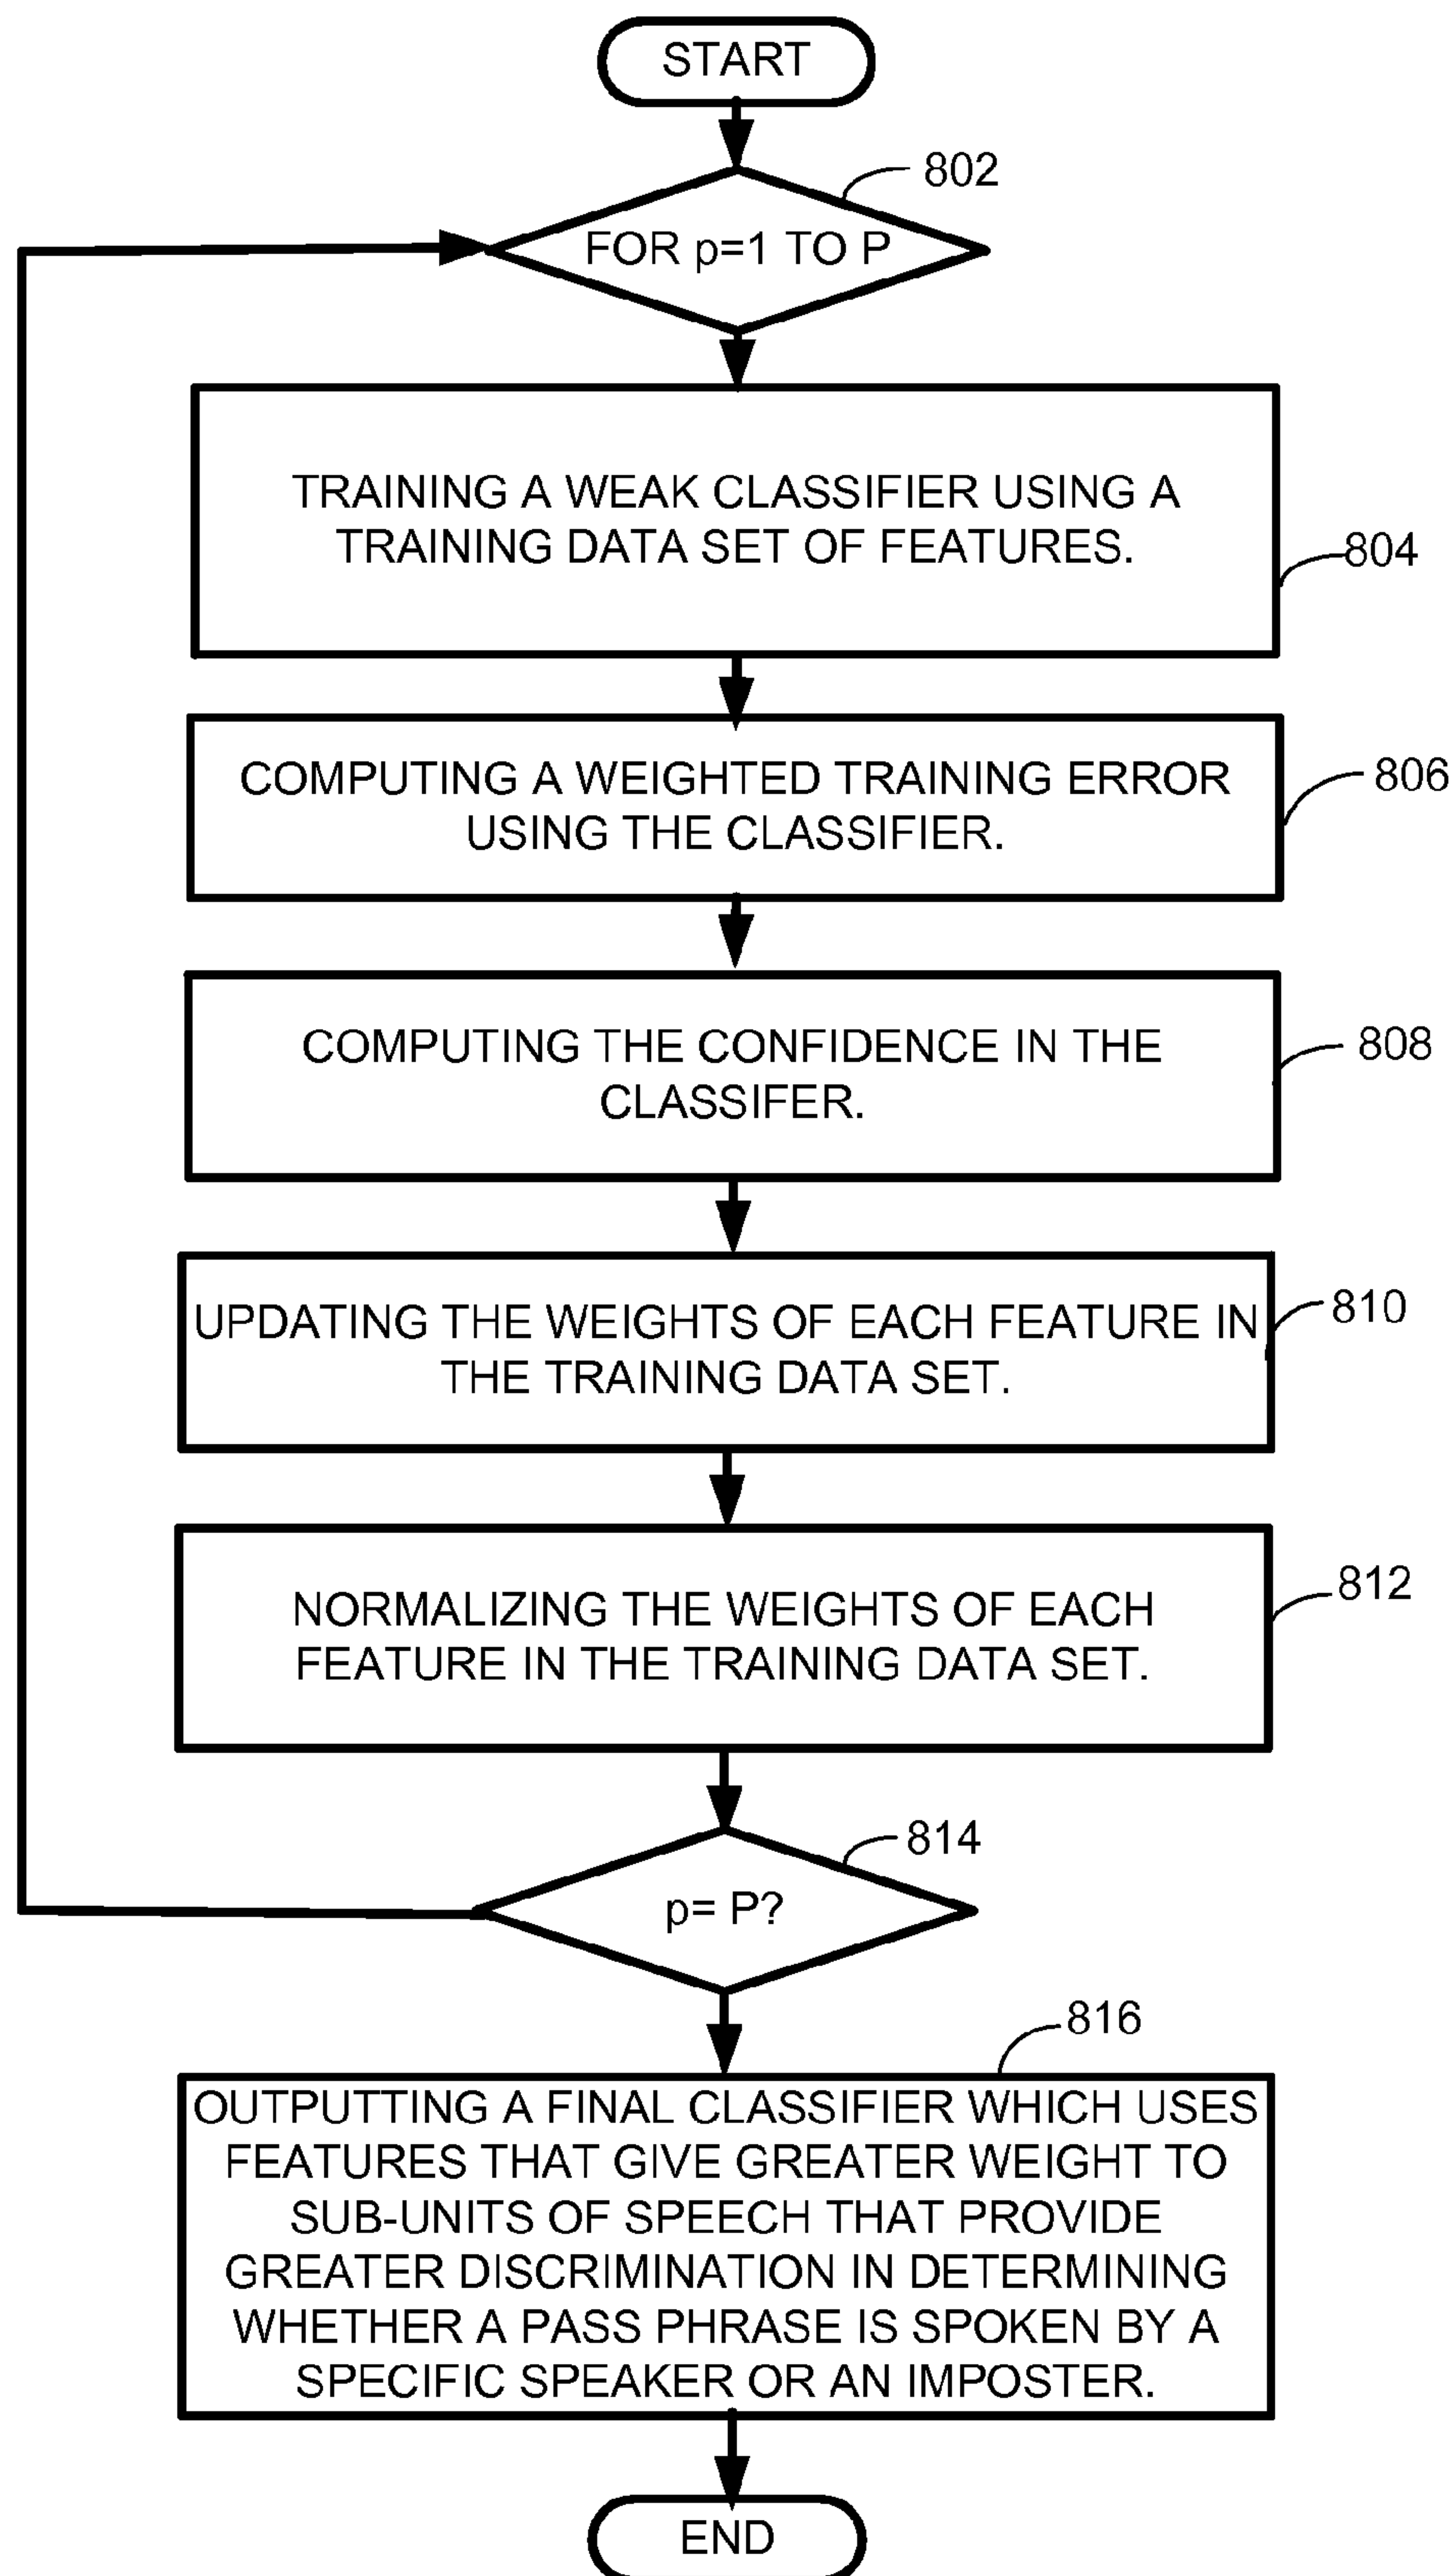 START
802
FOR p=1 TO P
TRAINING A WEAK CLASSIFIER USING A
TRAINING DATA SET OF FEATURES.
804
COMPUTING A WEIGHTED TRAINING ERROR
USING THE CLASSIFIER.
806
COMPUTING THE CONFIDENCE IN THE
CLASSIFER.
808
UPDATING THE WEIGHTS OF EACH FEATURE IN
THE TRAINING DATA SET.
810
NORMALIZING THE WEIGHTS OF EACH
FEATURE IN THE TRAINING DATA SET.
812
814
p= P?
816
OUTPUTTING A FINAL CLASSIFIER WHICH USES
FEATURES THAT GIVE GREATER WEIGHT TO
SUB-UNITS OF SPEECH THAT PROVIDE
GREATER DISCRIMINATION IN DETERMINING
WHETHER A PASS PHRASE IS SPOKEN BY A
SPECIFIC SPEAKER OR AN IMPOSTER.
END